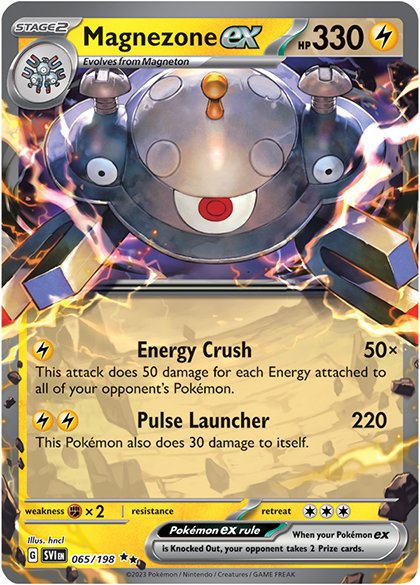 STAGE2 Magnezone ex HP 330
Evolves from Magneton
Energy Crush 50×
This attack does 50 damage for each Energy attached to
all of your opponent's Pokémon.
Pulse Launcher 220
This Pokémon also does 30 damage to itself.
weakness ×2 resistance retreat
Illus. hncl
G SVI EN 065/198 ★★
Pokémon ex rule When your Pokémon ex
is Knocked Out, your opponent takes 2 Prize cards.
©2023 Pokémon / Nintendo / Creatures / GAME FREAK